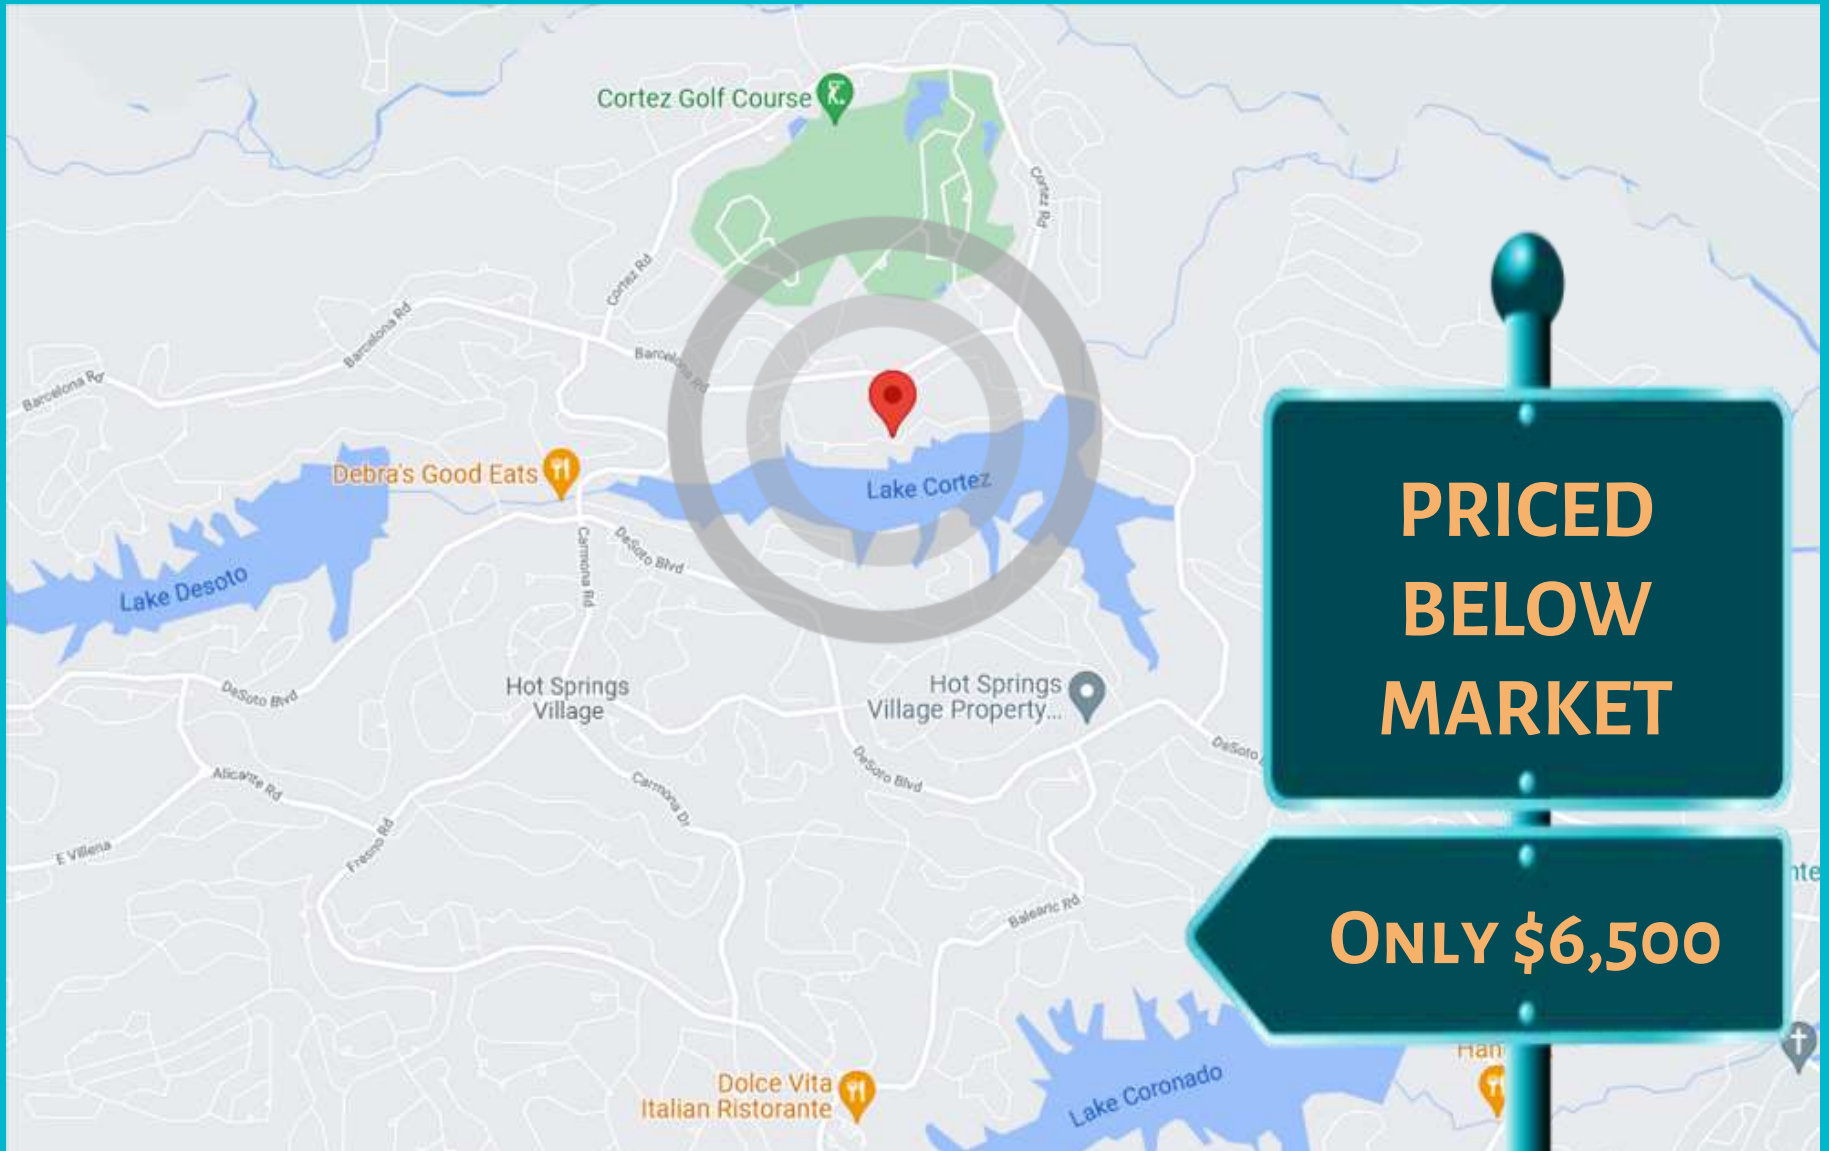 Cortez Golf Course
Cortez Rd
Cortez Rd
Barcelona Rd
Barcelona Rd
Barcelona Rd
Debra's Good Eats
Lake Cortez
PRICED
BELOW
MARKET
Lake Desoto
Carmona Rd
DeSoto Blvd
DeSoto Blvd
Hot Springs
Village
Hot Springs
Village Property...
DeSoto
DeSoto Blvd
Alicante Rd
Carmona Dr
E Villena
Fresno Rd
Balearic Rd
ONLY $6,500
Dolce Vita
Italian Ristorante
Lake Coronado